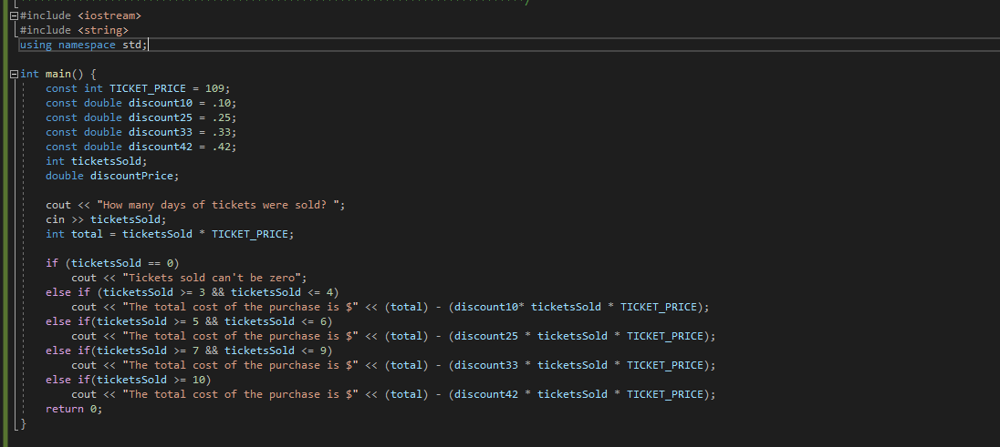 #include <iostream>
#include <string>
using namespace std;

int main() {
    const int TICKET_PRICE = 109;
    const double discount10 = .10;
    const double discount25 = .25;
    const double discount33 = .33;
    const double discount42 = .42;
    int ticketsSold;
    double discountPrice;

    cout << "How many days of tickets were sold? ";
    cin >> ticketsSold;
    int total = ticketsSold * TICKET_PRICE;

    if (ticketsSold == 0)
        cout << "Tickets sold can't be zero";
    else if (ticketsSold >= 3 && ticketsSold <= 4)
        cout << "The total cost of the purchase is $" << (total) - (discount10* ticketsSold * TICKET_PRICE);
    else if(ticketsSold >= 5 && ticketsSold <= 6)
        cout << "The total cost of the purchase is $" << (total) - (discount25 * ticketsSold * TICKET_PRICE);
    else if(ticketsSold >= 7 && ticketsSold <= 9)
        cout << "The total cost of the purchase is $" << (total) - (discount33 * ticketsSold * TICKET_PRICE);
    else if(ticketsSold >= 10)
        cout << "The total cost of the purchase is $" << (total) - (discount42 * ticketsSold * TICKET_PRICE);
    return 0;
}